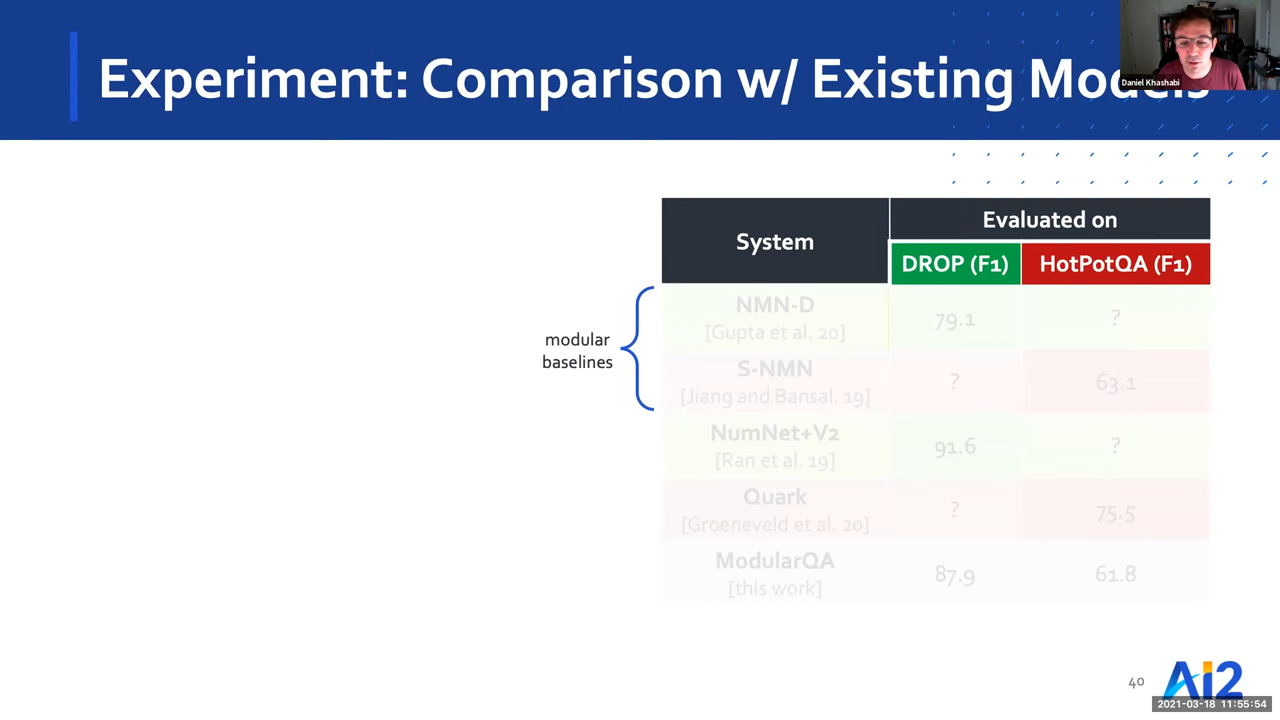 Experiment: Comparison w/ Existing Models
Daniel Khashabi
System
Evaluated on
DROP (F1)
HotPotQA (F1)
modular
baselines
NMN-D
[Gupta et al. 20]
79.1
?
S-NMN
[Jiang and Bansal. 19]
?
63.1
NumNet+V2
[Ran et al. 19]
91.6
?
Quark
[Groeneveld et al. 20]
?
75.5
ModularQA
[this work]
87.9
61.8
40
Ai2
2021-03-18 11:55:54